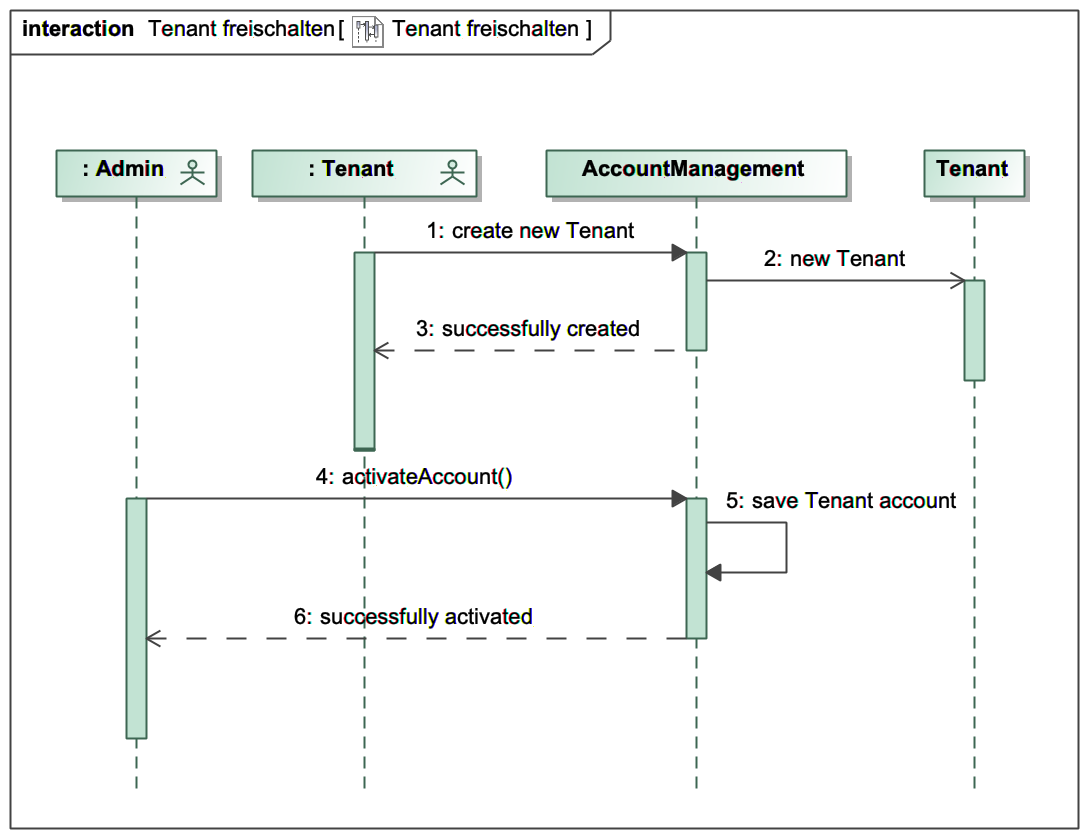 interaction Tenant freischalten[ Tenant freischalten ]
: Admin
: Tenant
AccountManagement
Tenant
1: create new Tenant
2: new Tenant
3: successfully created
4: activateAccount()
5: save Tenant account
6: successfully activated